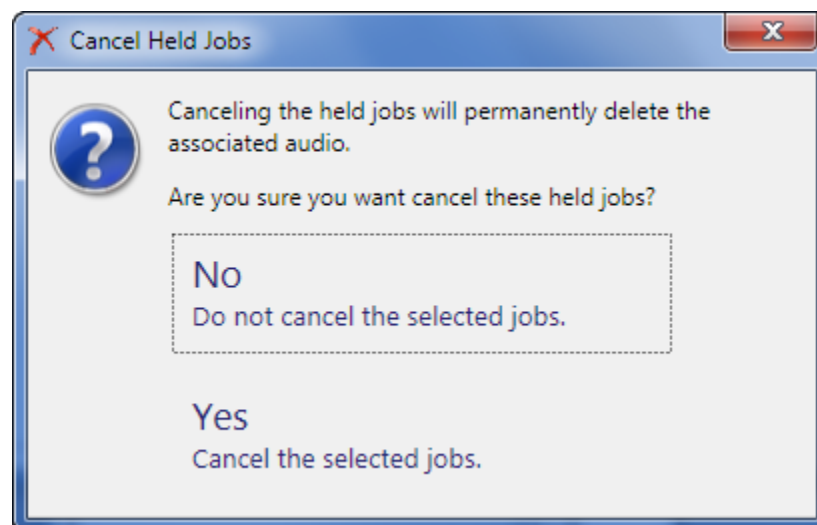 Cancel Held Jobs
Canceling the held jobs will permanently delete the
associated audio.
Are you sure you want cancel these held jobs?
No
Do not cancel the selected jobs.
Yes
Cancel the selected jobs.